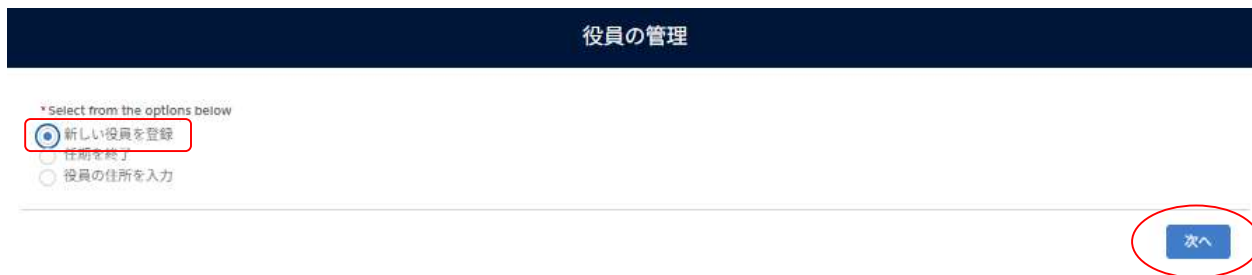 役員の管理
*Select from the options below
新しい役員を登録
任期を終了
役員の住所を入力
次へ